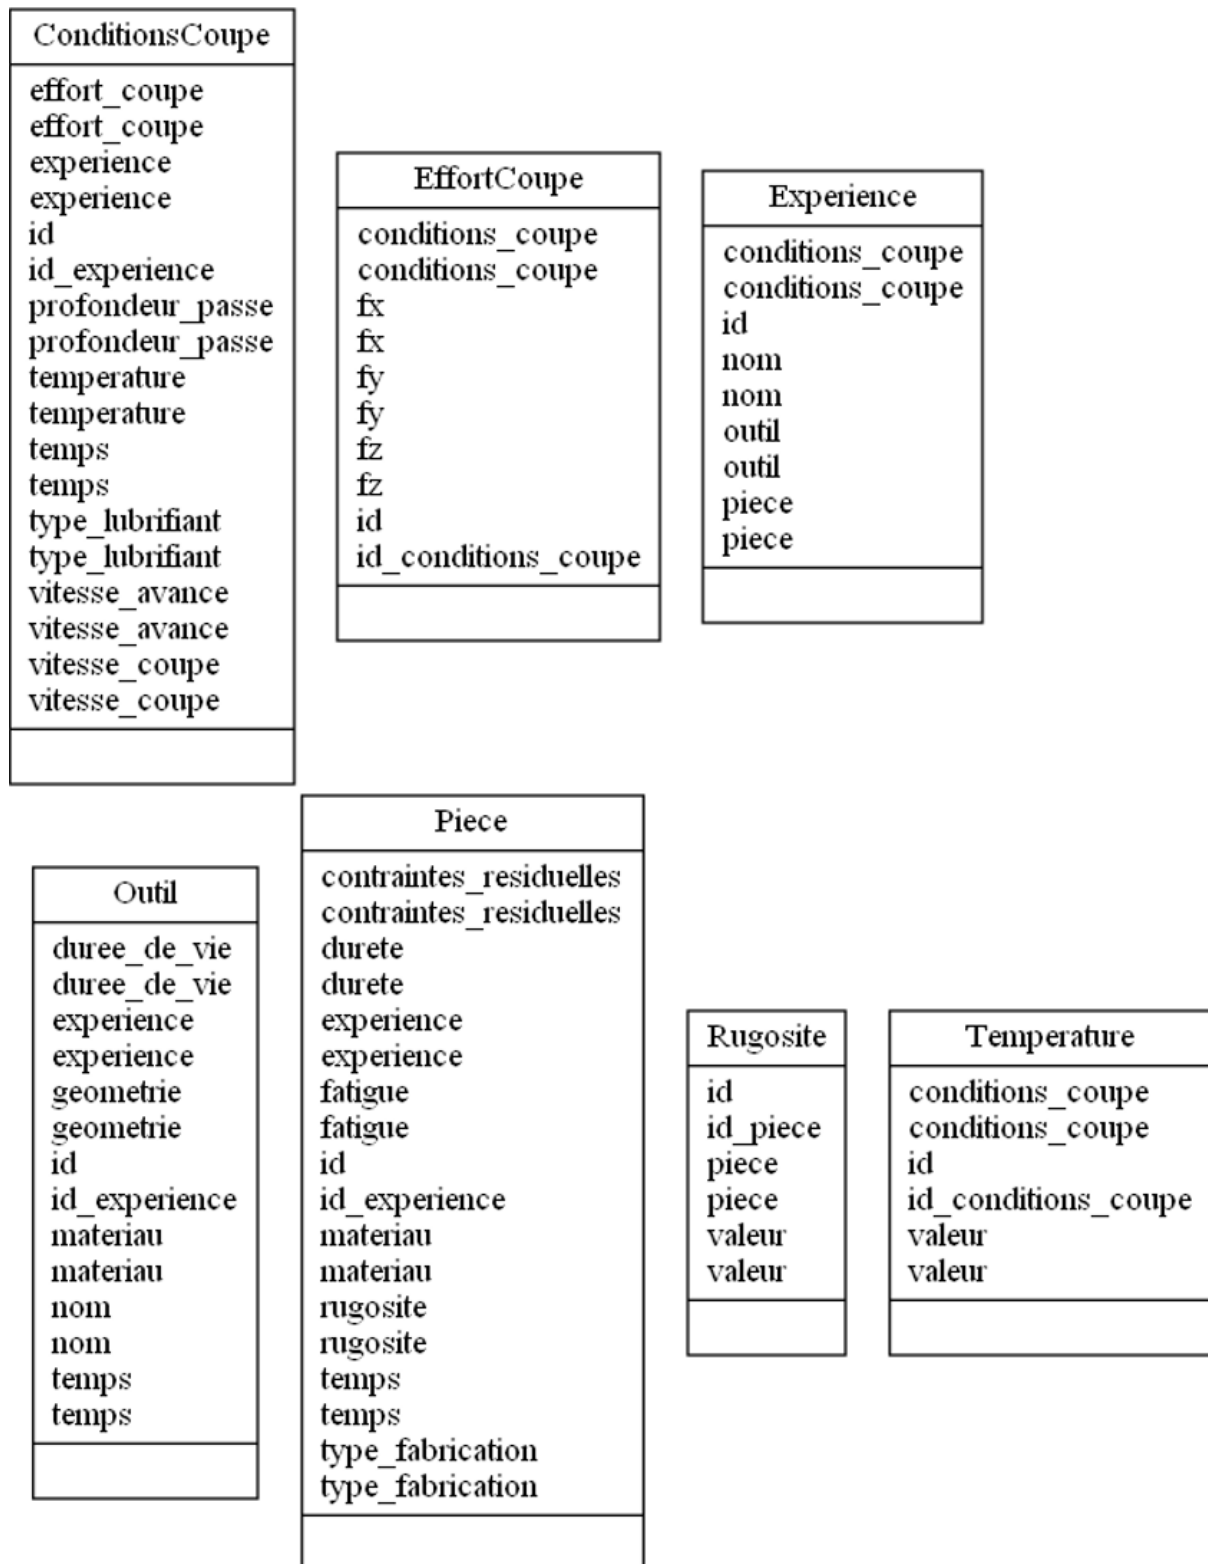 ConditionsCoupe
effort_coupe
effort_coupe
experience
experience
id
id_experience
profondeur_passe
profondeur_passe
temperature
temperature
temps
temps
type_lubrifiant
type_lubrifiant
vitesse_avance
vitesse_avance
vitesse_coupe
vitesse_coupe
EffortCoupe
conditions_coupe
conditions_coupe
fx
fx
fy
fy
fz
fz
id
id_conditions_coupe
Experience
conditions_coupe
conditions_coupe
id
nom
nom
outil
outil
piece
piece
Outil
duree_de_vie
duree_de_vie
experience
experience
geometrie
geometrie
id
id_experience
materiau
materiau
nom
nom
temps
temps
Piece
contraintes_residuelles
contraintes_residuelles
durete
durete
experience
experience
fatigue
fatigue
id
id_experience
materiau
materiau
rugosite
rugosite
temps
temps
type_fabrication
type_fabrication
Rugosite
id
id_piece
piece
piece
valeur
valeur
Temperature
conditions_coupe
conditions_coupe
id
id_conditions_coupe
valeur
valeur